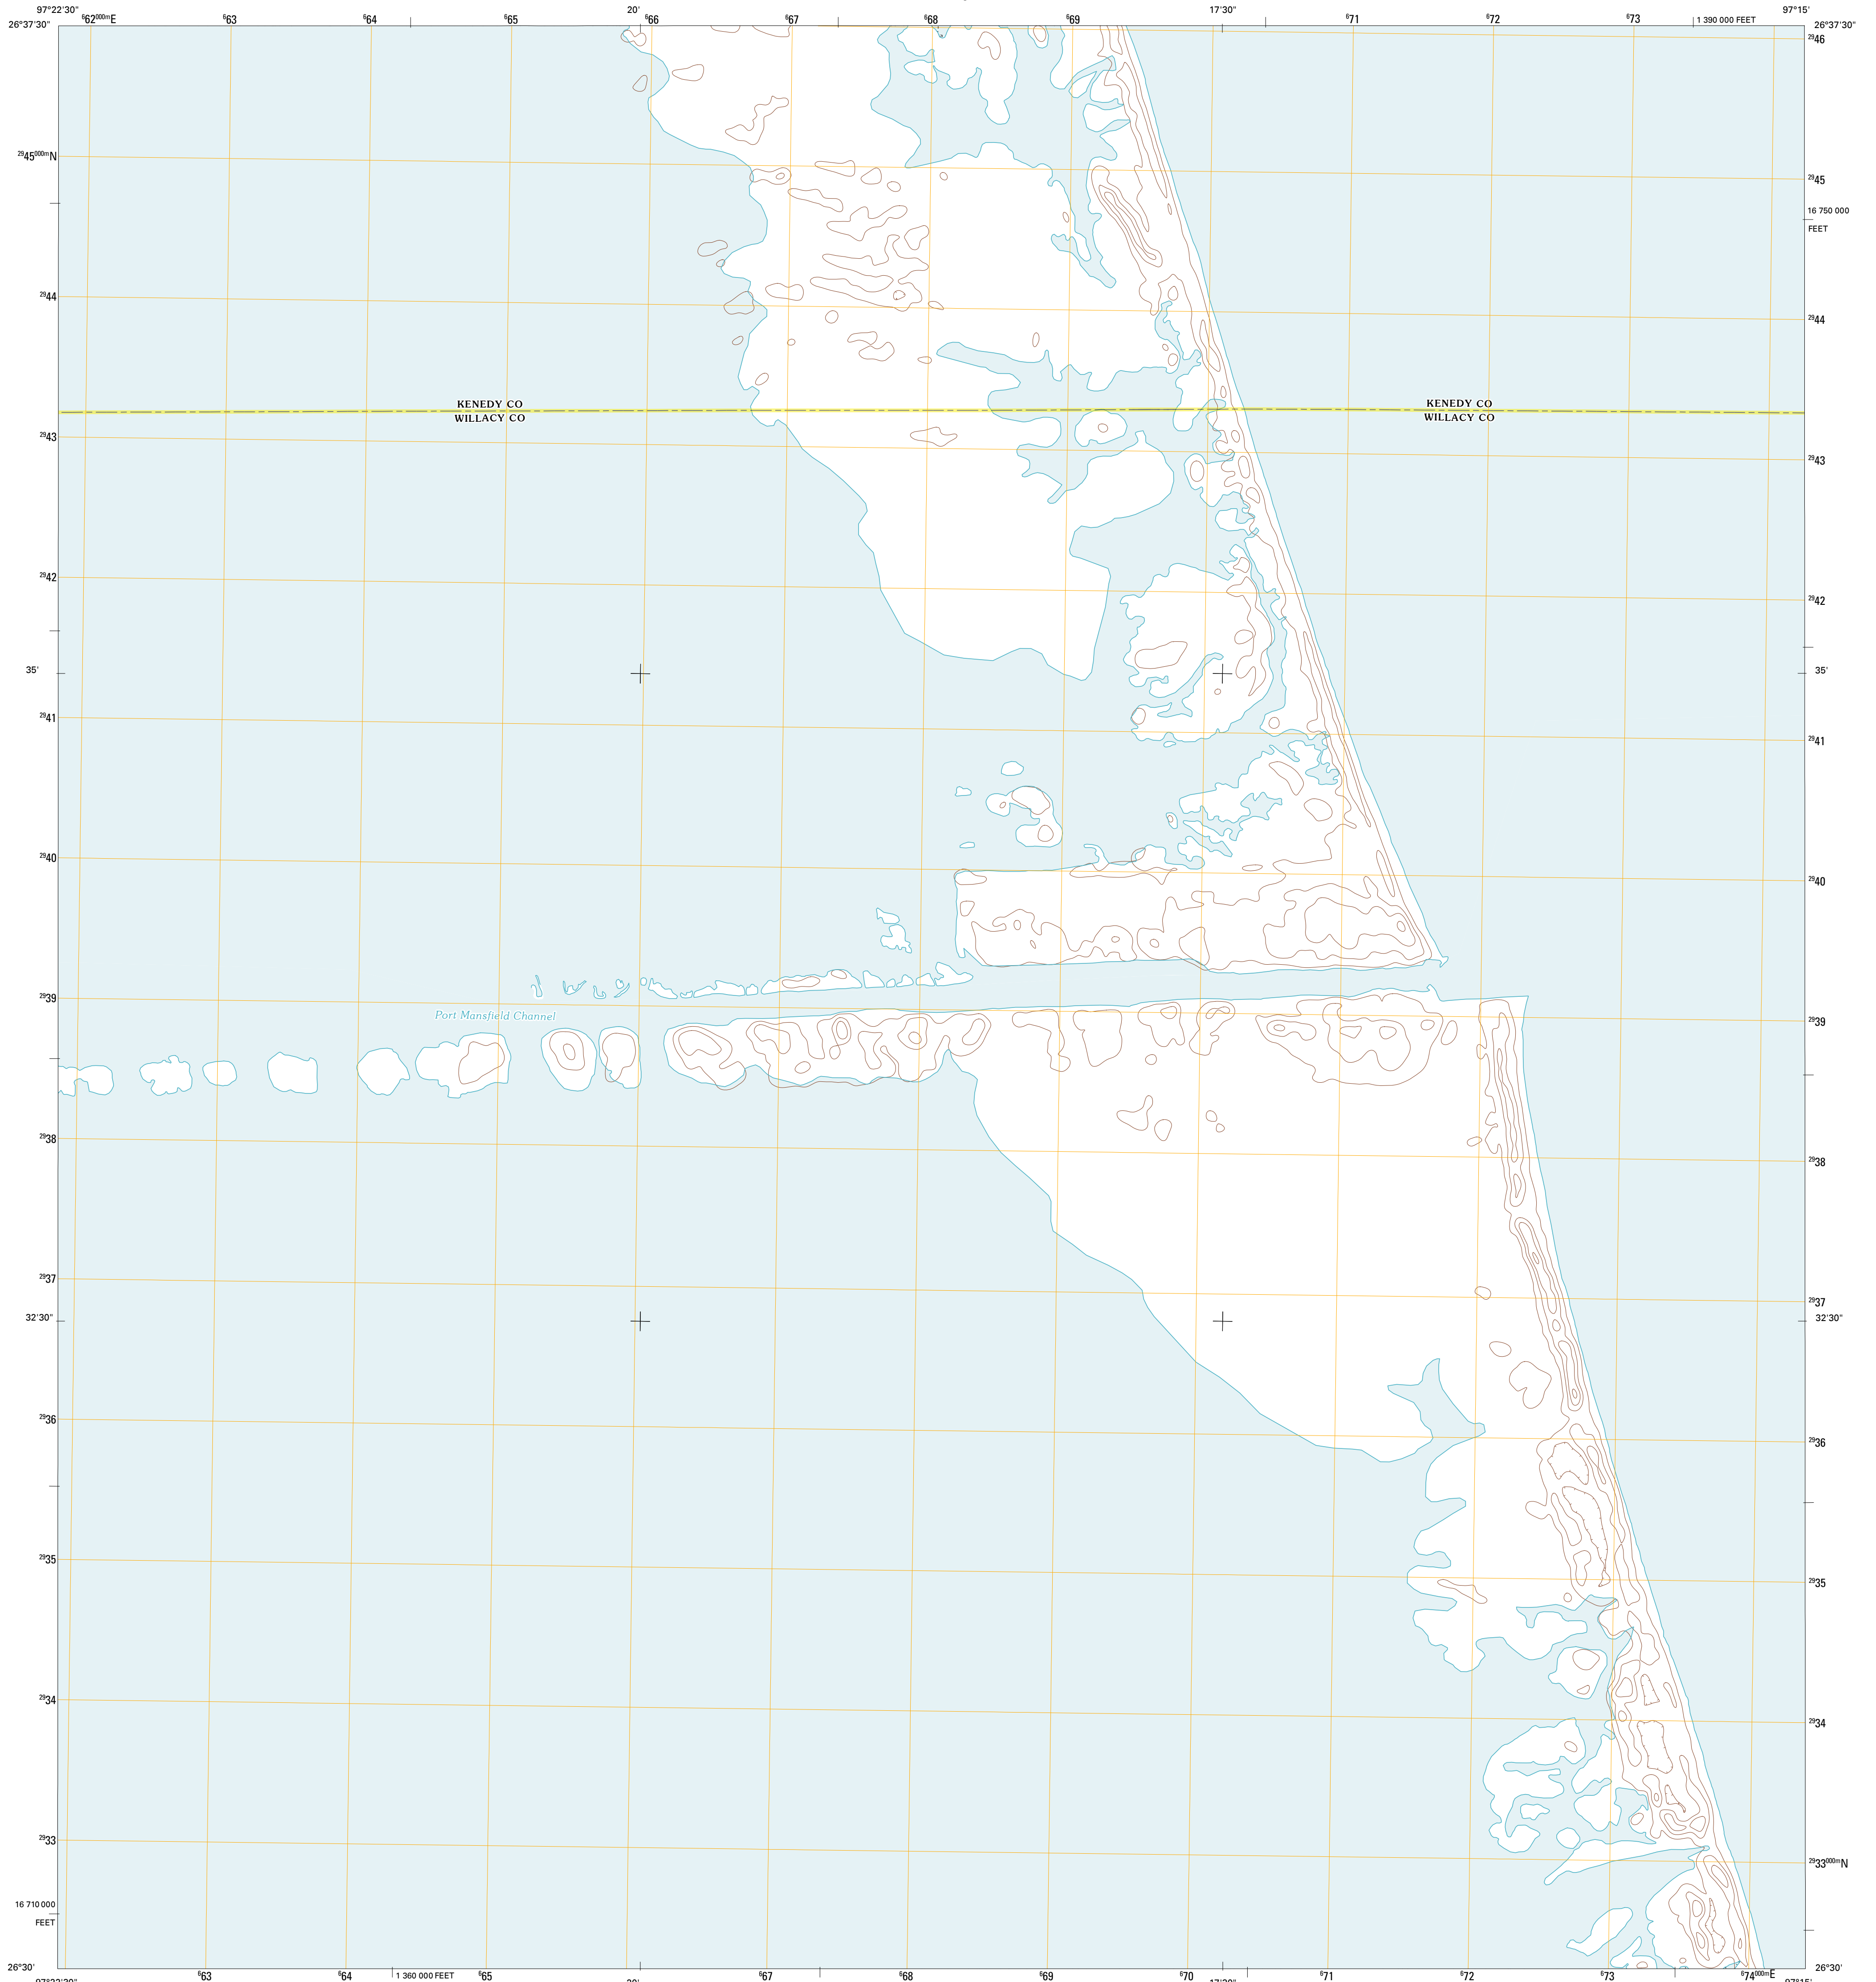 97°22'30" ⁶62⁰⁰⁰ᵐE ⁶63 ⁶64 ⁶65 20' ⁶66 ⁶67 ⁶68 ⁶69 17'30" ⁶71 ⁶72 ⁶73 1 390 000 FEET 97°15'
26°37'30" 26°37'30"
²⁹46
²⁹45⁰⁰⁰ᵐN ²⁹45
16 750 000
FEET
²⁹44 ²⁹44
KENEDY CO KENEDY CO
WILLACY CO WILLACY CO
²⁹43 ²⁹43
²⁹42 ²⁹42
35' 35'
²⁹41 ²⁹41
²⁹40 ²⁹40
²⁹39 ²⁹39
Port Mansfield Channel
²⁹38 ²⁹38
²⁹37 ²⁹37
32'30" 32'30"
²⁹36 ²⁹36
²⁹35 ²⁹35
²⁹34 ²⁹34
²⁹33 ²⁹33⁰⁰⁰ᵐN
16 710 000
FEET
26°30' 26°30'
⁶63 ⁶64 1 360 000 FEET ⁶65 ⁶67 ⁶68 ⁶69 ⁶70 ⁶71 ⁶72 ⁶73 ⁶74⁰⁰⁰ᵐE